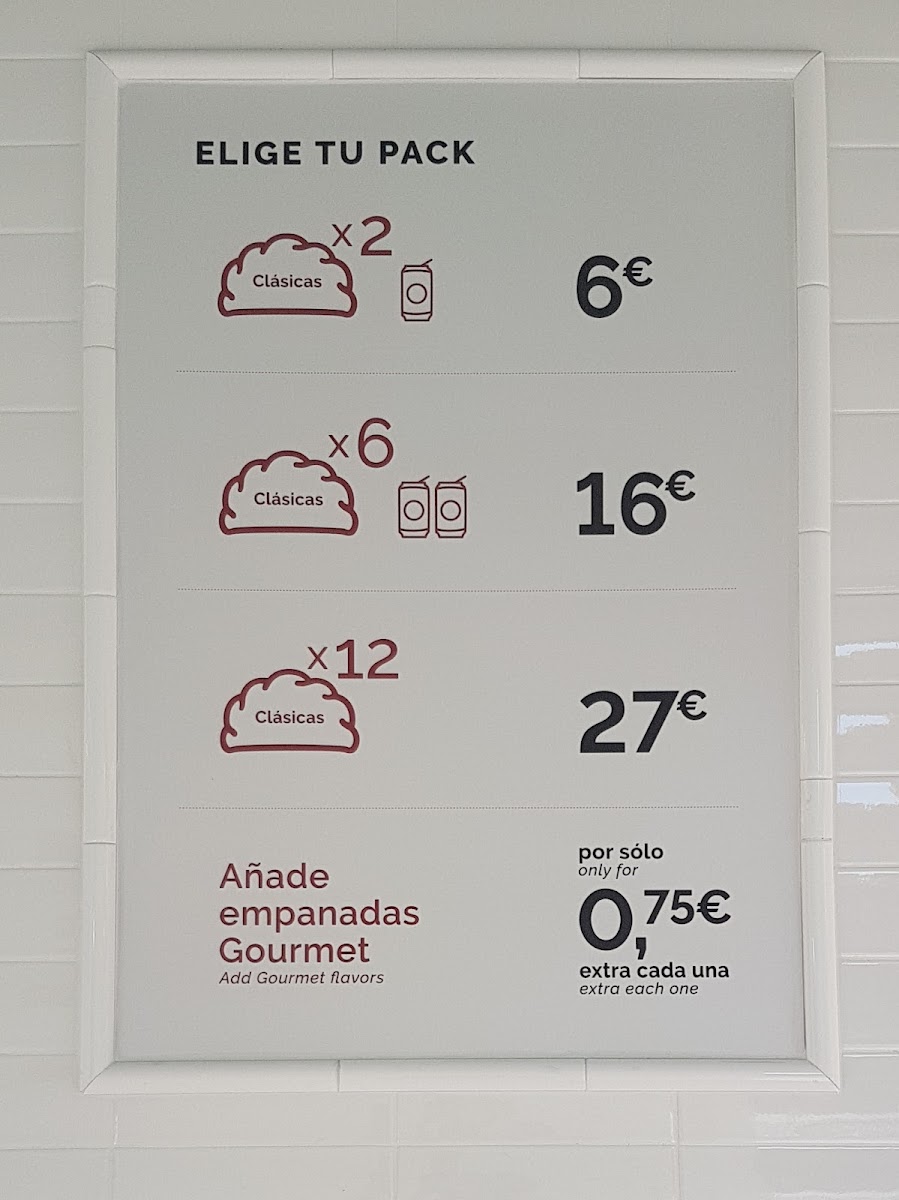 ELIGE TU PACK
x2
Clásicas
6€
x6
Clásicas
16€
x12
Clásicas
27€
Añade
empanadas
Gourmet
Add Gourmet flavors
por sólo
only for
0,75€
extra cada una
extra each one